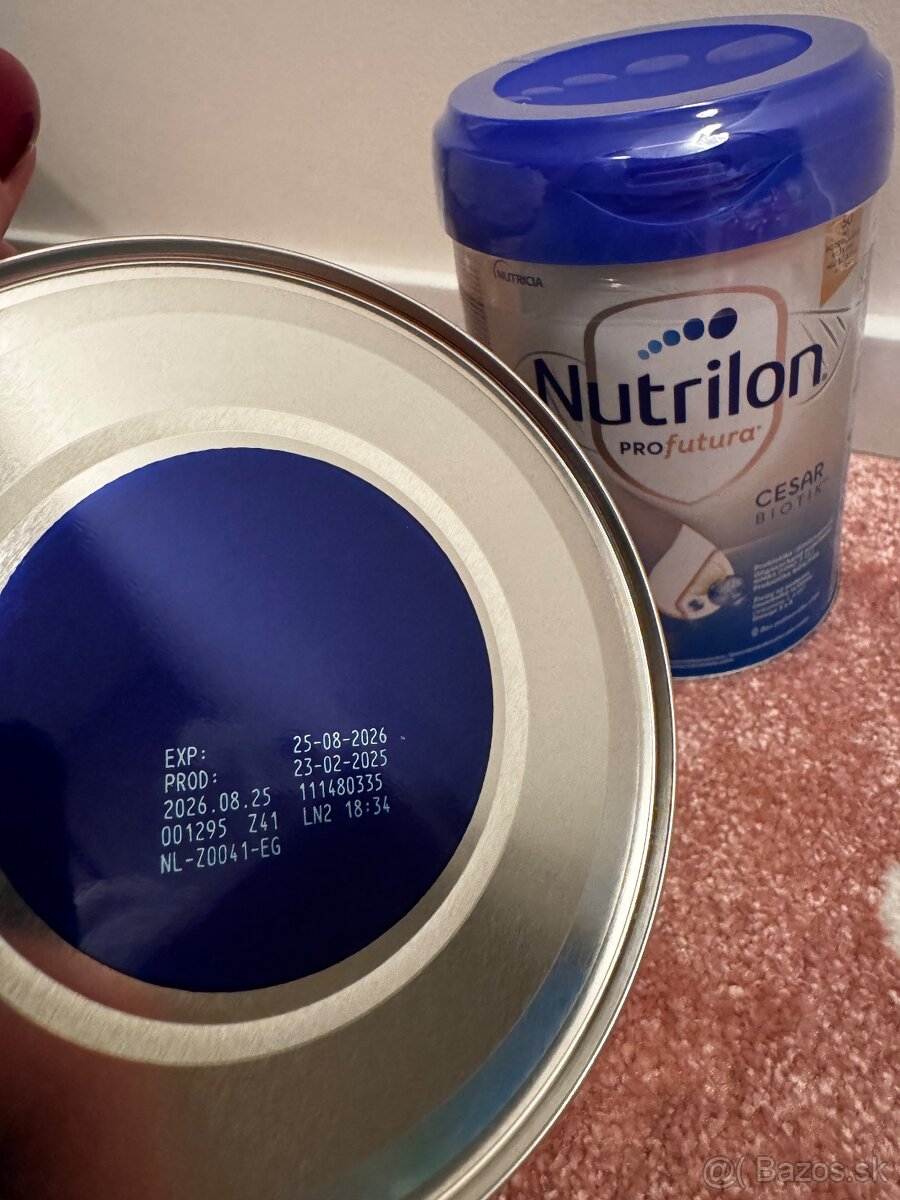 NUTRICIA
Nutrilon
PROfutura
CESAR
BIOTIK
EXP: 25-08-2026
PROD: 23-02-2025
2026.08.25 111480335
001295 Z41 LN2 18:34
NL-Z0041-EG
@( Bazos.sk